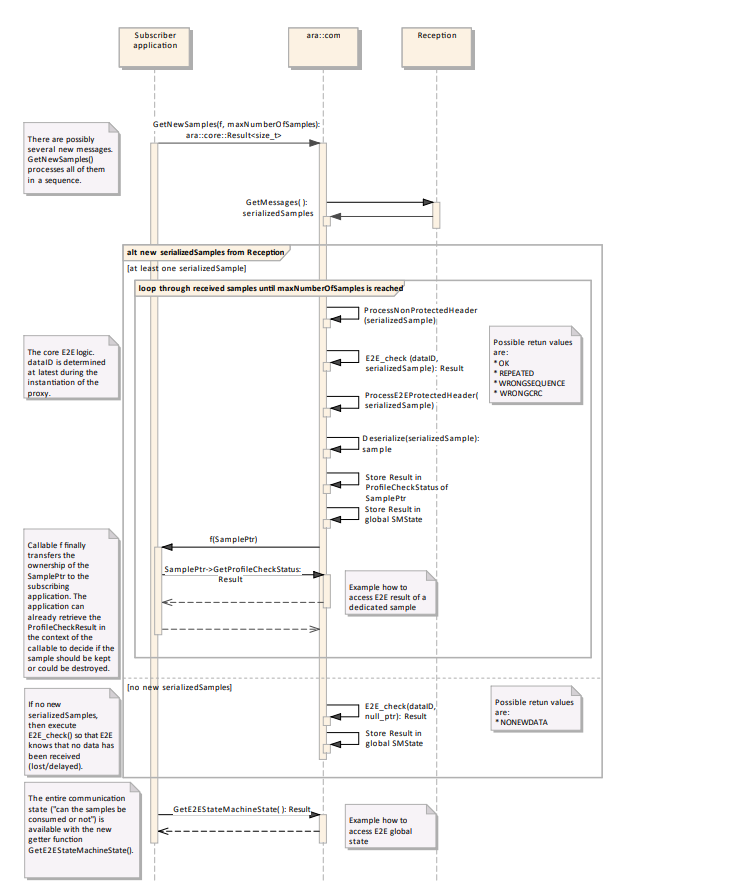 Subscriber
application
ara::com
Reception
GetNewSamples(f, maxNumberOfSamples):
ara::core::Result<size_t>
There are possibly
several new messages.
GetNewSamples()
processes all of them
in a sequence.
GetMessages( ):
serializedSamples
alt new serializedSamples from Reception
[at least one serializedSample]
loop through received samples until maxNumberOfSamples is reached
ProcessNonProtectedHeader
(serializedSample)
The core E2E logic.
dataID is determined
at latest during the
instantiation of the
proxy.
E2E_check (dataID,
serializedSample): Result
Possible retun values
are:
* OK
* REPEATED
* WRONGSEQUENCE
* WRONGCRC
ProcessE2EProtectedHeader(
serializedSample)
Deserialize(serializedSample):
sample
Store Result in
ProfileCheckStatus of
SamplePtr
Store Result in
global SMState
f(SamplePtr)
Callable f finally
transfers the
ownership of the
SamplePtr to the
subscribing
application. The
application can
already retrieve the
ProfileCheckResult in
the context of the
callable to decide if the
sample should be kept
or could be destroyed.
SamplePtr->GetProfileCheckStatus:
Result
Example how to
access E2E result of a
dedicated sample
[no new serializedSamples]
If no new
serializedSamples,
then execute
E2E_check() so that E2E
knows that no data has
been received
(lost/delayed).
E2E_check(dataID,
null_ptr): Result
Possible retun values
are:
* NONEWDATA
Store Result in
global SMState
The entire communication
state ("can the samples be
consumed or not") is
available with the new
getter function
GetE2EStateMachineState().
GetE2EStateMachineState( ): Result
Example how to
access E2E global
state